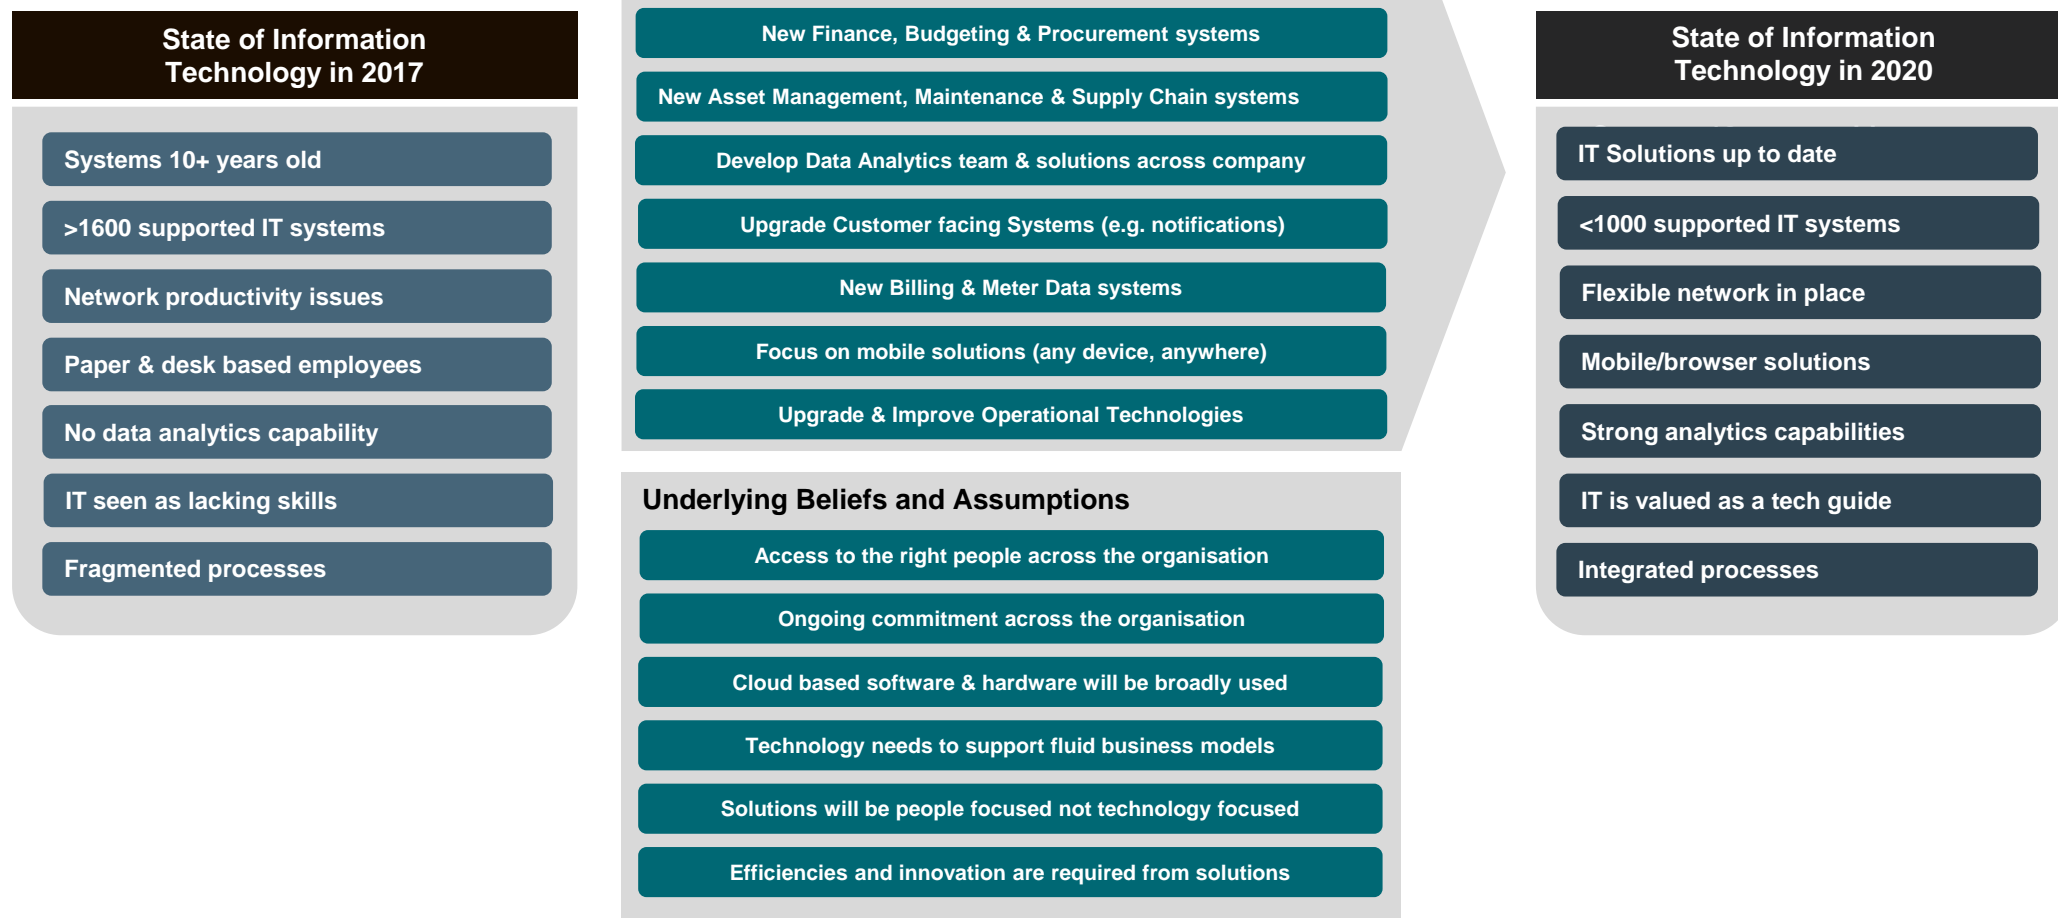 State of Information
Technology in 2017
Systems 10+ years old
>1600 supported IT systems
Network productivity issues
Paper & desk based employees
No data analytics capability
IT seen as lacking skills
Fragmented processes
New Finance, Budgeting & Procurement systems
New Asset Management, Maintenance & Supply Chain systems
Develop Data Analytics team & solutions across company
Upgrade Customer facing Systems (e.g. notifications)
New Billing & Meter Data systems
Focus on mobile solutions (any device, anywhere)
Upgrade & Improve Operational Technologies
Underlying Beliefs and Assumptions
Access to the right people across the organisation
Ongoing commitment across the organisation
Cloud based software & hardware will be broadly used
Technology needs to support fluid business models
Solutions will be people focused not technology focused
Efficiencies and innovation are required from solutions
State of Information
Technology in 2020
IT Solutions up to date
<1000 supported IT systems
Flexible network in place
Mobile/browser solutions
Strong analytics capabilities
IT is valued as a tech guide
Integrated processes